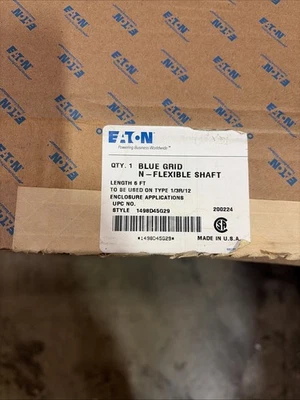 EATON
Powering Business Worldwide
QTY. 1 BLUE GRID
N-FLEXIBLE SHAFT
LENGTH 6 FT
TO BE USED ON TYPE 1/3R/12
ENCLOSURE APPLICATIONS
UPC NO.
STYLE 1498D45G29 200224
*1498D45G29*
MADE IN U.S.A.